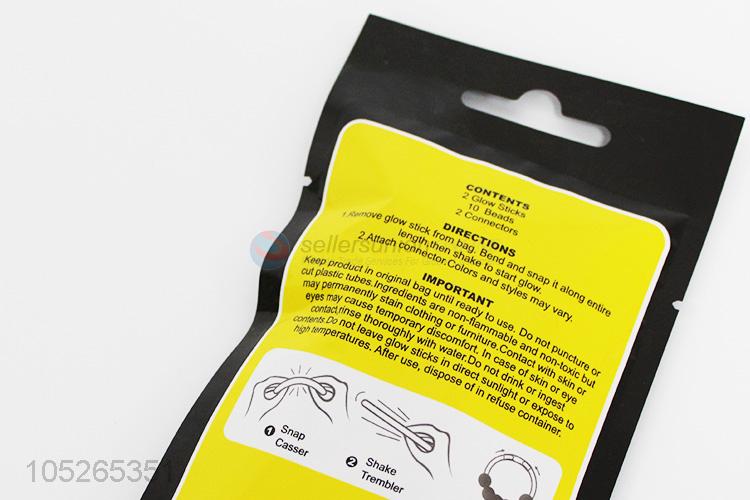 CONTENTS
2 Glow Sticks
10 Beads
2 Connectors
DIRECTIONS
1.Remove glow stick from bag. Bend and snap it along entire
length,then shake to start glow.
2.Attach connector.Colors and styles may vary.
IMPORTANT
Keep product in original bag until ready to use. Do not puncture or
cut plastic tubes.Ingredients are non-flammable and non-toxic but
may permanently stain clothing or furniture.Contact with skin or
eyes may cause temporary discomfort. In case of skin or eye
contact,rinse thoroughly with water.Do not drink or ingest
contents.Do not leave glow sticks in direct sunlight or expose to
high temperatures. After use, dispose of in refuse container.
1 Snap
Casser
2 Shake
Trembler
sellersun
Trade Services For Global
105265351